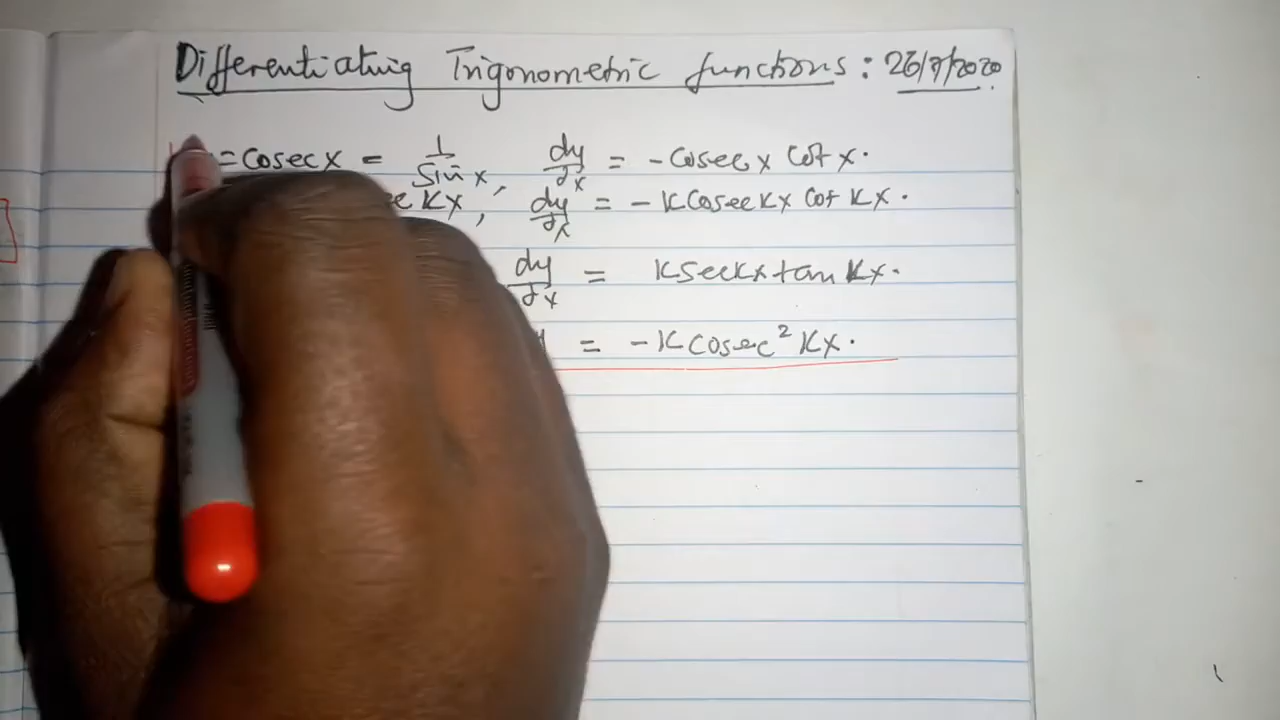 Differentiating Trigonometric functions: 26/7/2020
= cosec x = 1/sin x, dy/dx = -cosec x cot x.
ec Kx, dy/dx = -K cosec Kx cot Kx.
dy/dx = K sec Kx tan Kx.
= -K cosec² Kx.